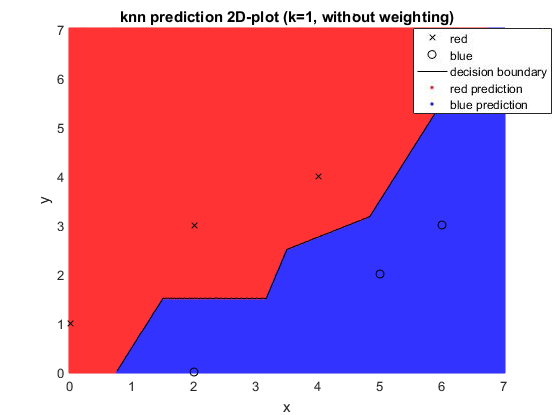 knn prediction 2D-plot (k=1, without weighting)
red
blue
decision boundary
red prediction
blue prediction
7
6
5
4
3
2
1
0
y
0 1 2 3 4 5 6 7
x